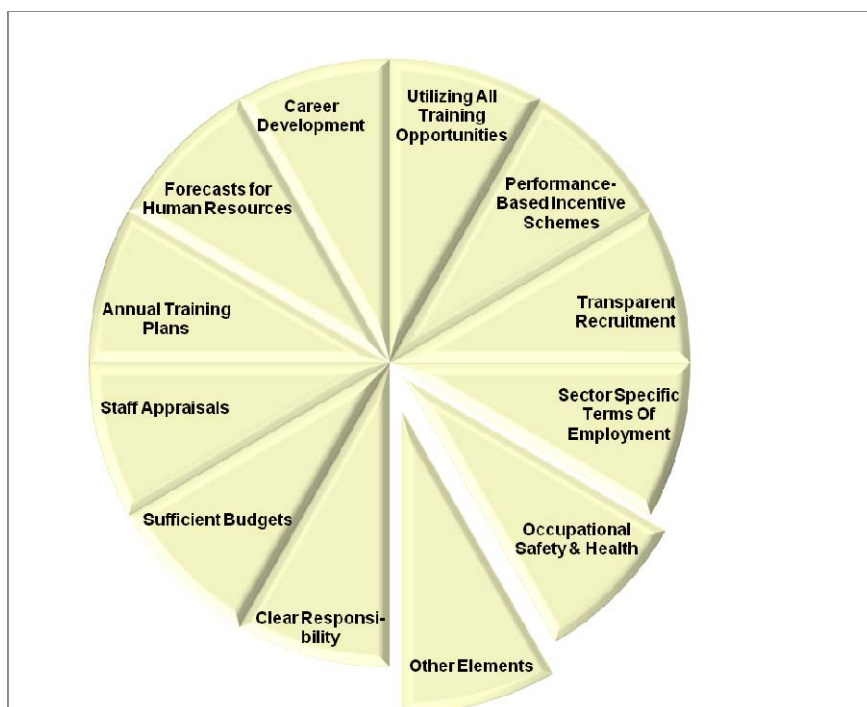 Career
Development
Utilizing All
Training
Opportunities
Performance-
Based Incentive
Schemes
Forecasts for
Human Resources
Transparent
Recruitment
Annual Training
Plans
Sector Specific
Terms Of
Employment
Staff Appraisals
Occupational
Safety & Health
Sufficient Budgets
Clear Responsi-
bility
Other Elements